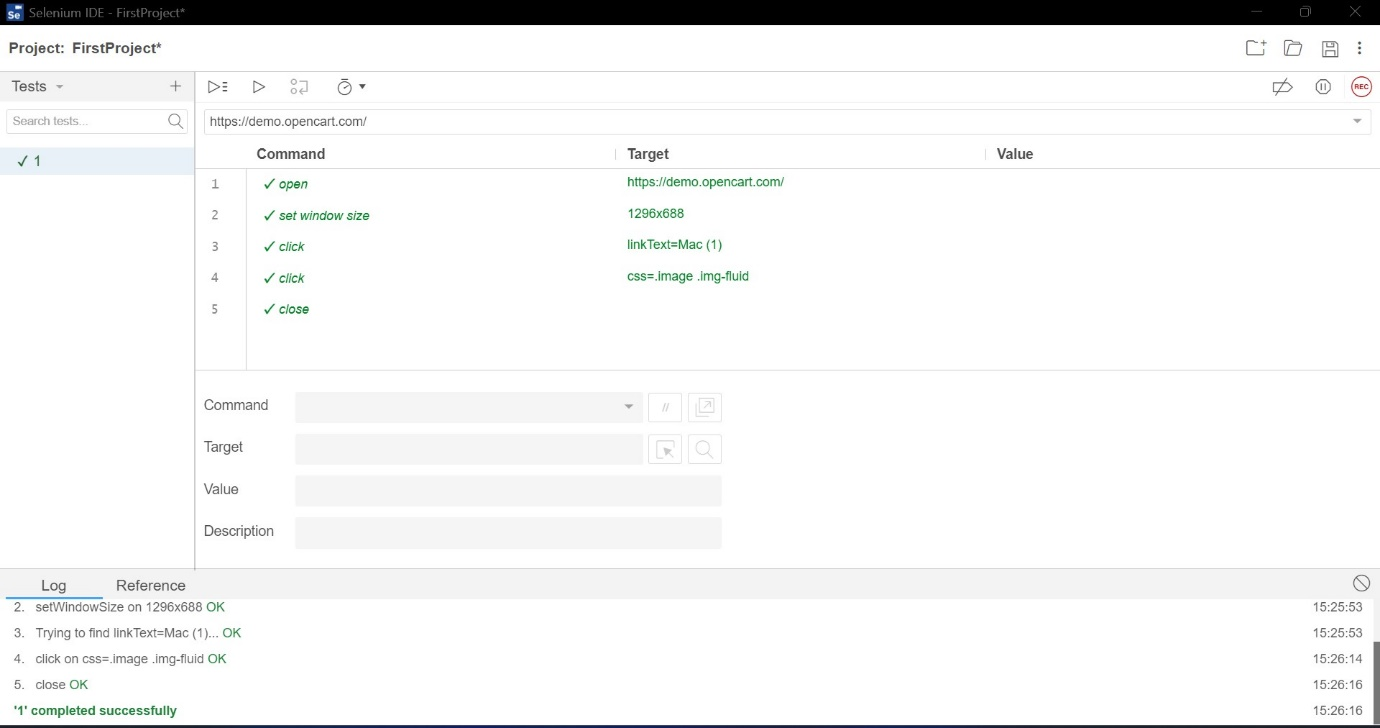 Se Selenium IDE - FirstProject*
Project: FirstProject*
Tests
Search tests...
✓ 1
REC
https://demo.opencart.com/
Command Target Value
1 ✓ open https://demo.opencart.com/
2 ✓ set window size 1296x688
3 ✓ click linkText=Mac (1)
4 ✓ click css=.image .img-fluid
5 ✓ close
Command //
Target
Value
Description
Log Reference
2. setWindowSize on 1296x688 OK 15:25:53
3. Trying to find linkText=Mac (1)... OK 15:25:53
4. click on css=.image .img-fluid OK 15:26:14
5. close OK 15:26:16
'1' completed successfully 15:26:16